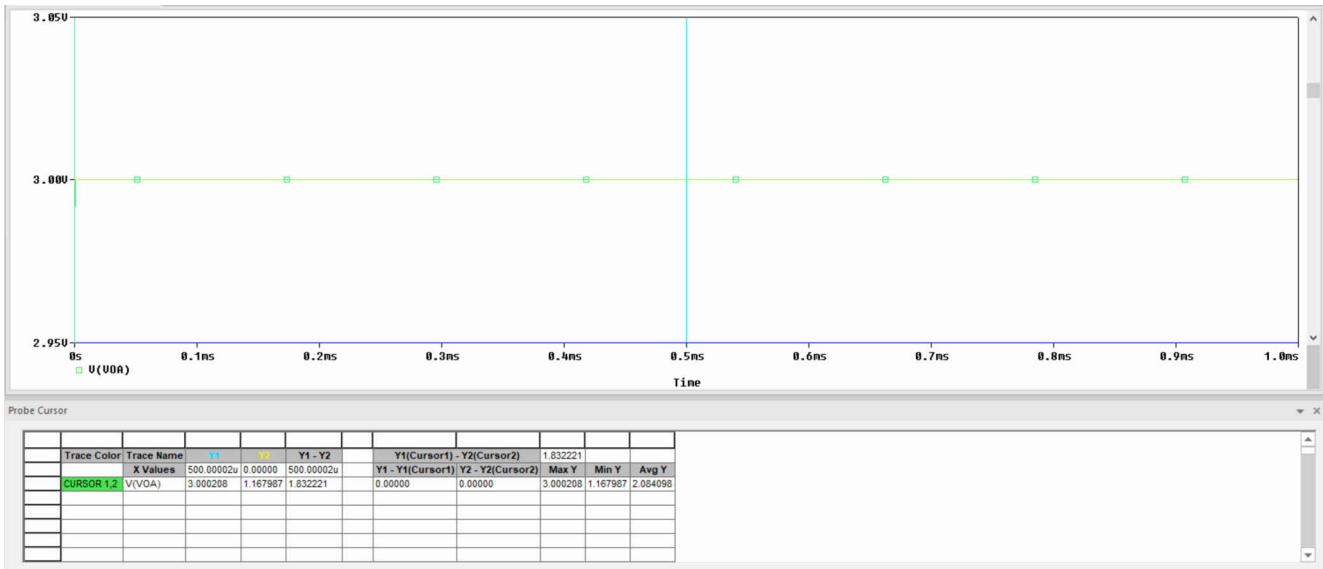 3.05V
3.00V
2.95V
0s 0.1ms 0.2ms 0.3ms 0.4ms 0.5ms 0.6ms 0.7ms 0.8ms 0.9ms 1.0ms
V(VOA)
Time
Probe Cursor
Trace Color Trace Name Y1 Y2 Y1 - Y2 Y1(Cursor1) - Y2(Cursor2) 1.832221
X Values 500.00002u 0.00000 500.00002u Y1 - Y1(Cursor1) Y2 - Y2(Cursor2) Max Y Min Y Avg Y
CURSOR 1,2 V(VOA) 3.000208 1.167987 1.832221 0.00000 0.00000 3.000208 1.167987 2.084098